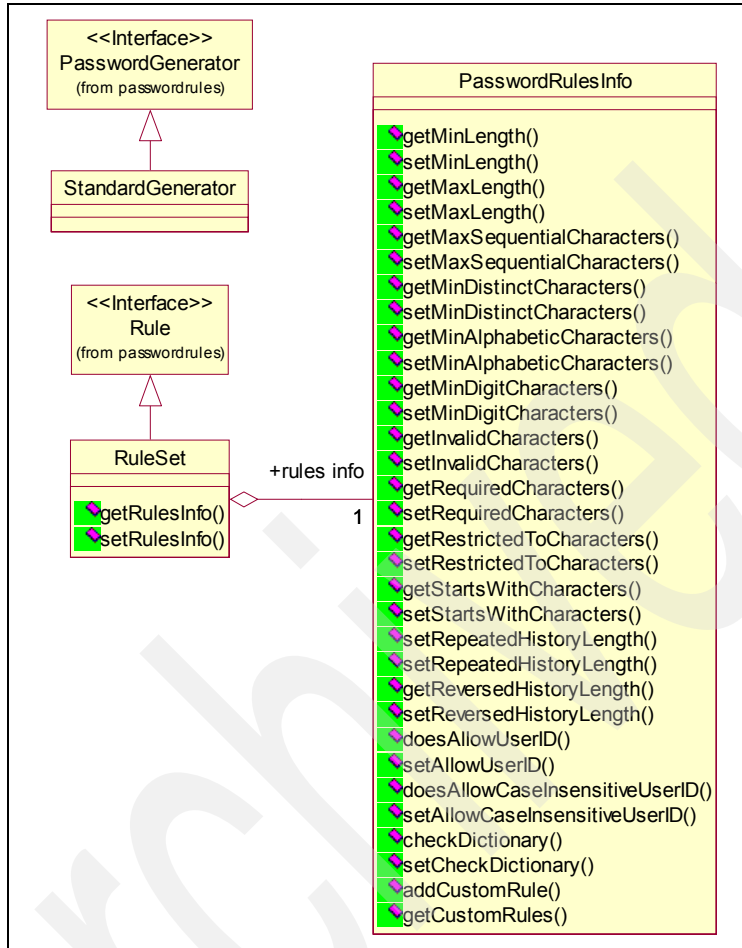 <<Interface>>
PasswordGenerator
(from passwordrules)
StandardGenerator
<<Interface>>
Rule
(from passwordrules)
RuleSet
getRulesInfo()
setRulesInfo()
+rules info
1
PasswordRulesInfo
getMinLength()
setMinLength()
getMaxLength()
setMaxLength()
getMaxSequentialCharacters()
setMaxSequentialCharacters()
getMinDistinctCharacters()
setMinDistinctCharacters()
getMinAlphabeticCharacters()
setMinAlphabeticCharacters()
getMinDigitCharacters()
setMinDigitCharacters()
getInvalidCharacters()
setInvalidCharacters()
getRequiredCharacters()
setRequiredCharacters()
getRestrictedToCharacters()
setRestrictedToCharacters()
getStartsWithCharacters()
setStartsWithCharacters()
setRepeatedHistoryLength()
setRepeatedHistoryLength()
getReversedHistoryLength()
setReversedHistoryLength()
doesAllowUserID()
setAllowUserID()
doesAllowCaseInsensitiveUserID()
setAllowCaseInsensitiveUserID()
checkDictionary()
setCheckDictionary()
addCustomRule()
getCustomRules()
rchived